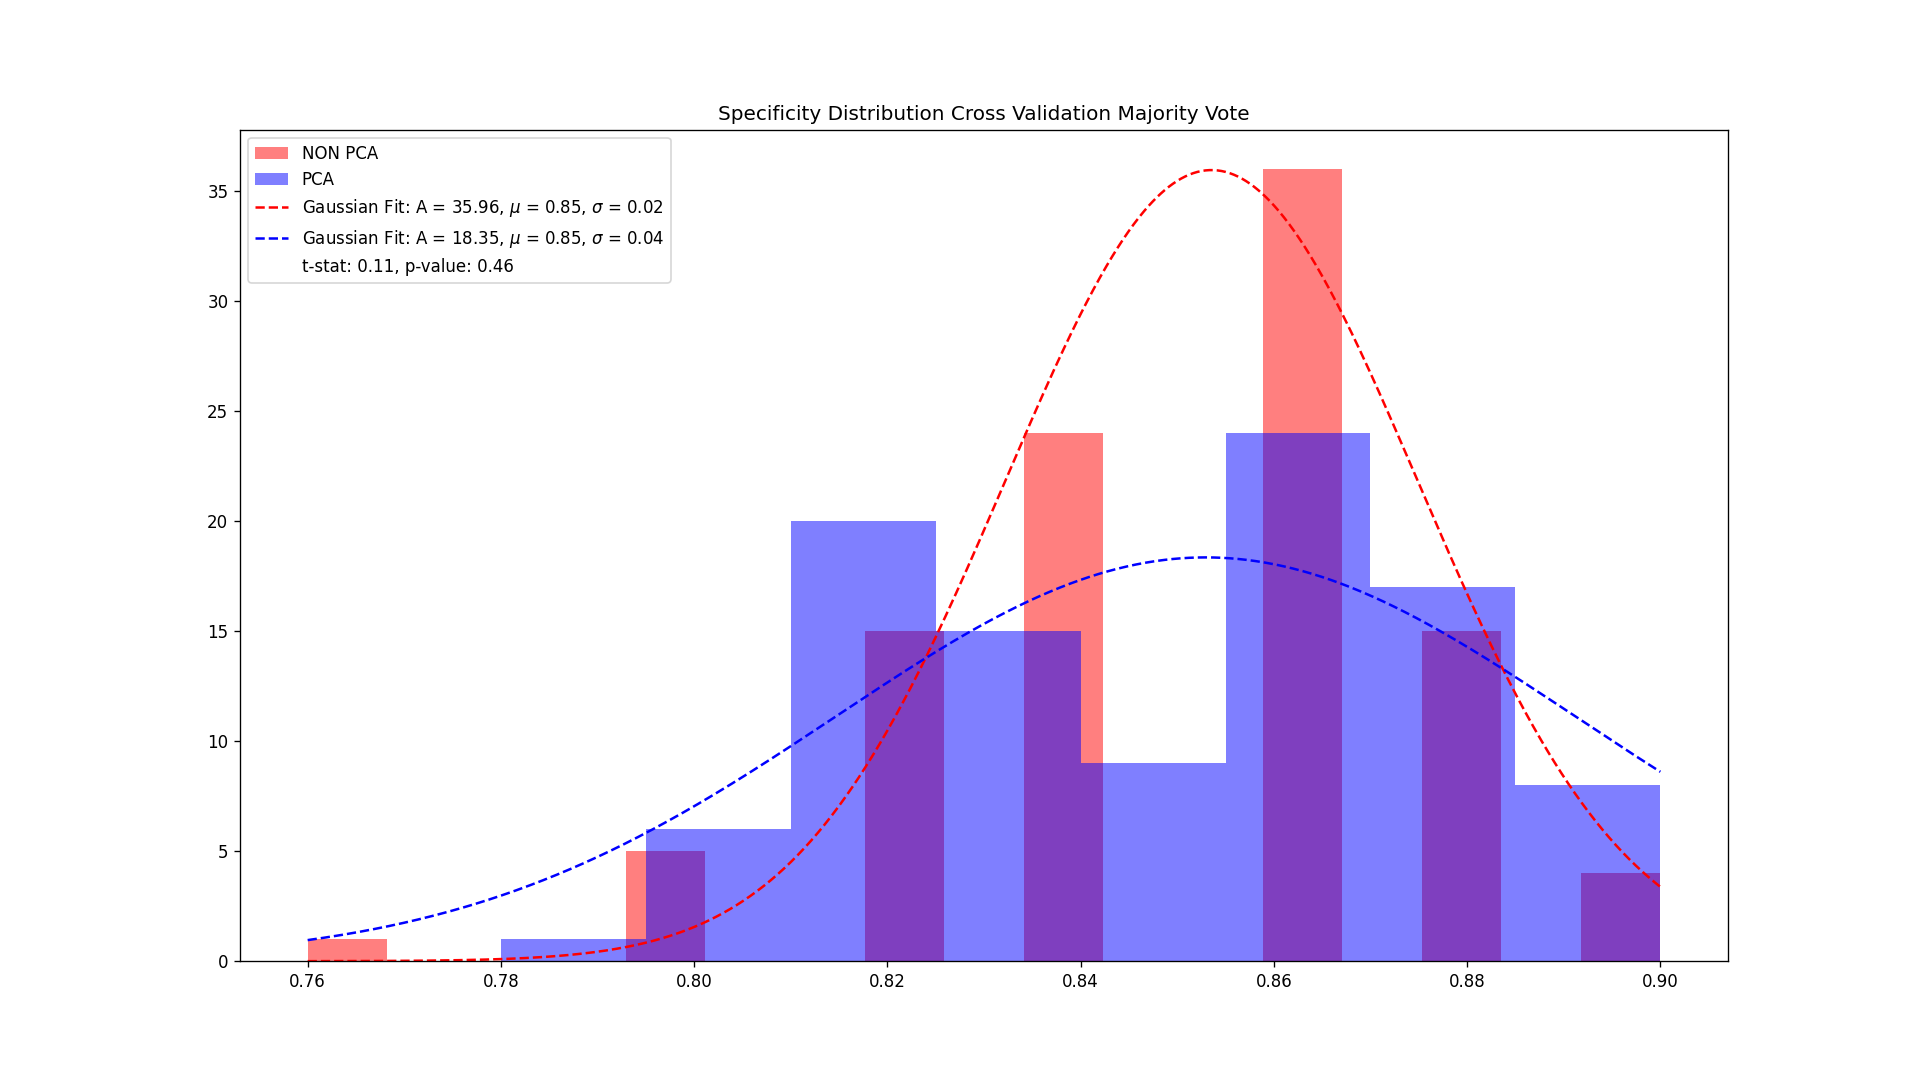 Specificity Distribution Cross Validation Majority Vote
NON PCA
PCA
Gaussian Fit: A = 35.96, μ = 0.85, σ = 0.02
Gaussian Fit: A = 18.35, μ = 0.85, σ = 0.04
t-stat: 0.11, p-value: 0.46
35
30
25
20
15
10
5
0
0.76 0.78 0.80 0.82 0.84 0.86 0.88 0.90